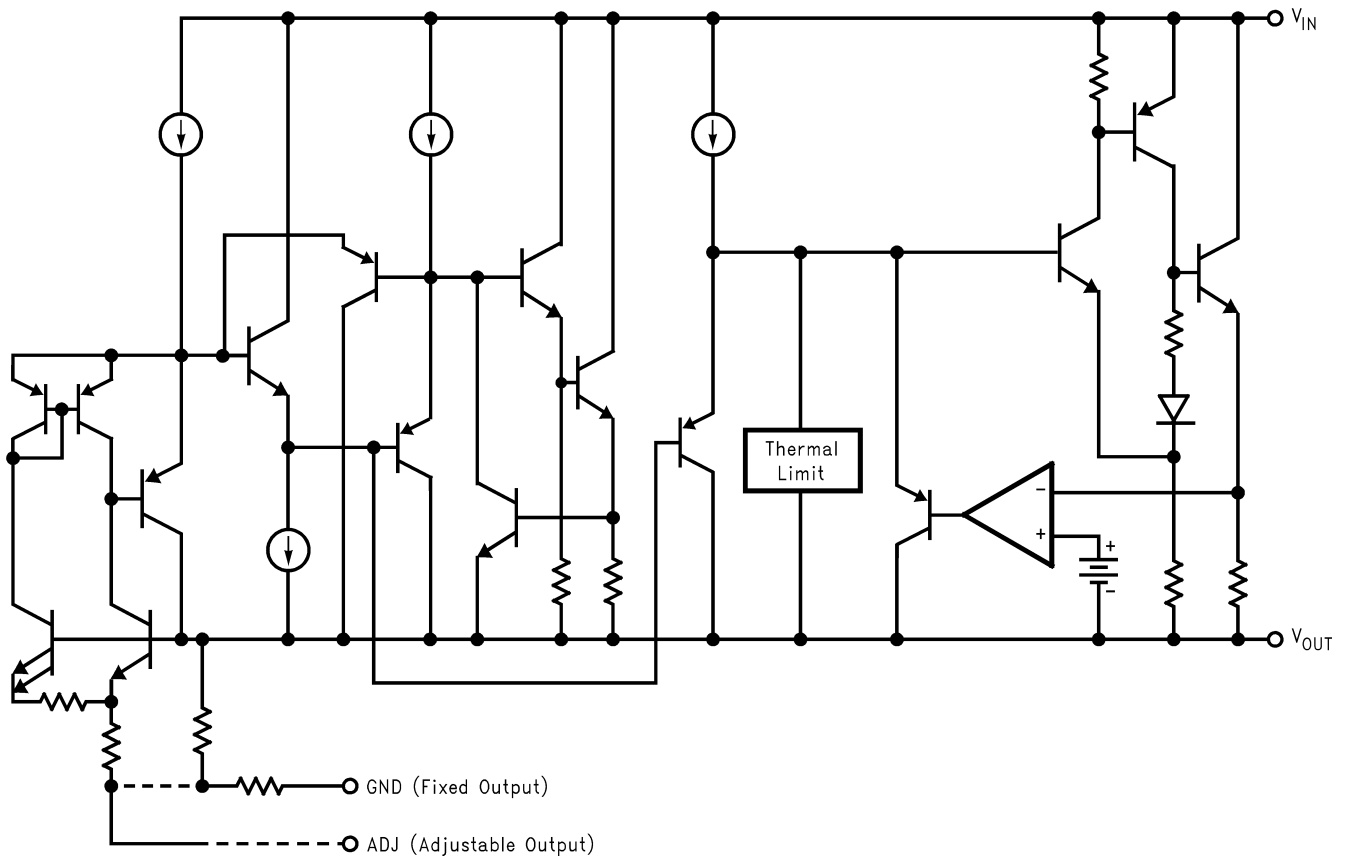 VIN
Thermal
Limit
−
+
+
−
VOUT
GND (Fixed Output)
ADJ (Adjustable Output)